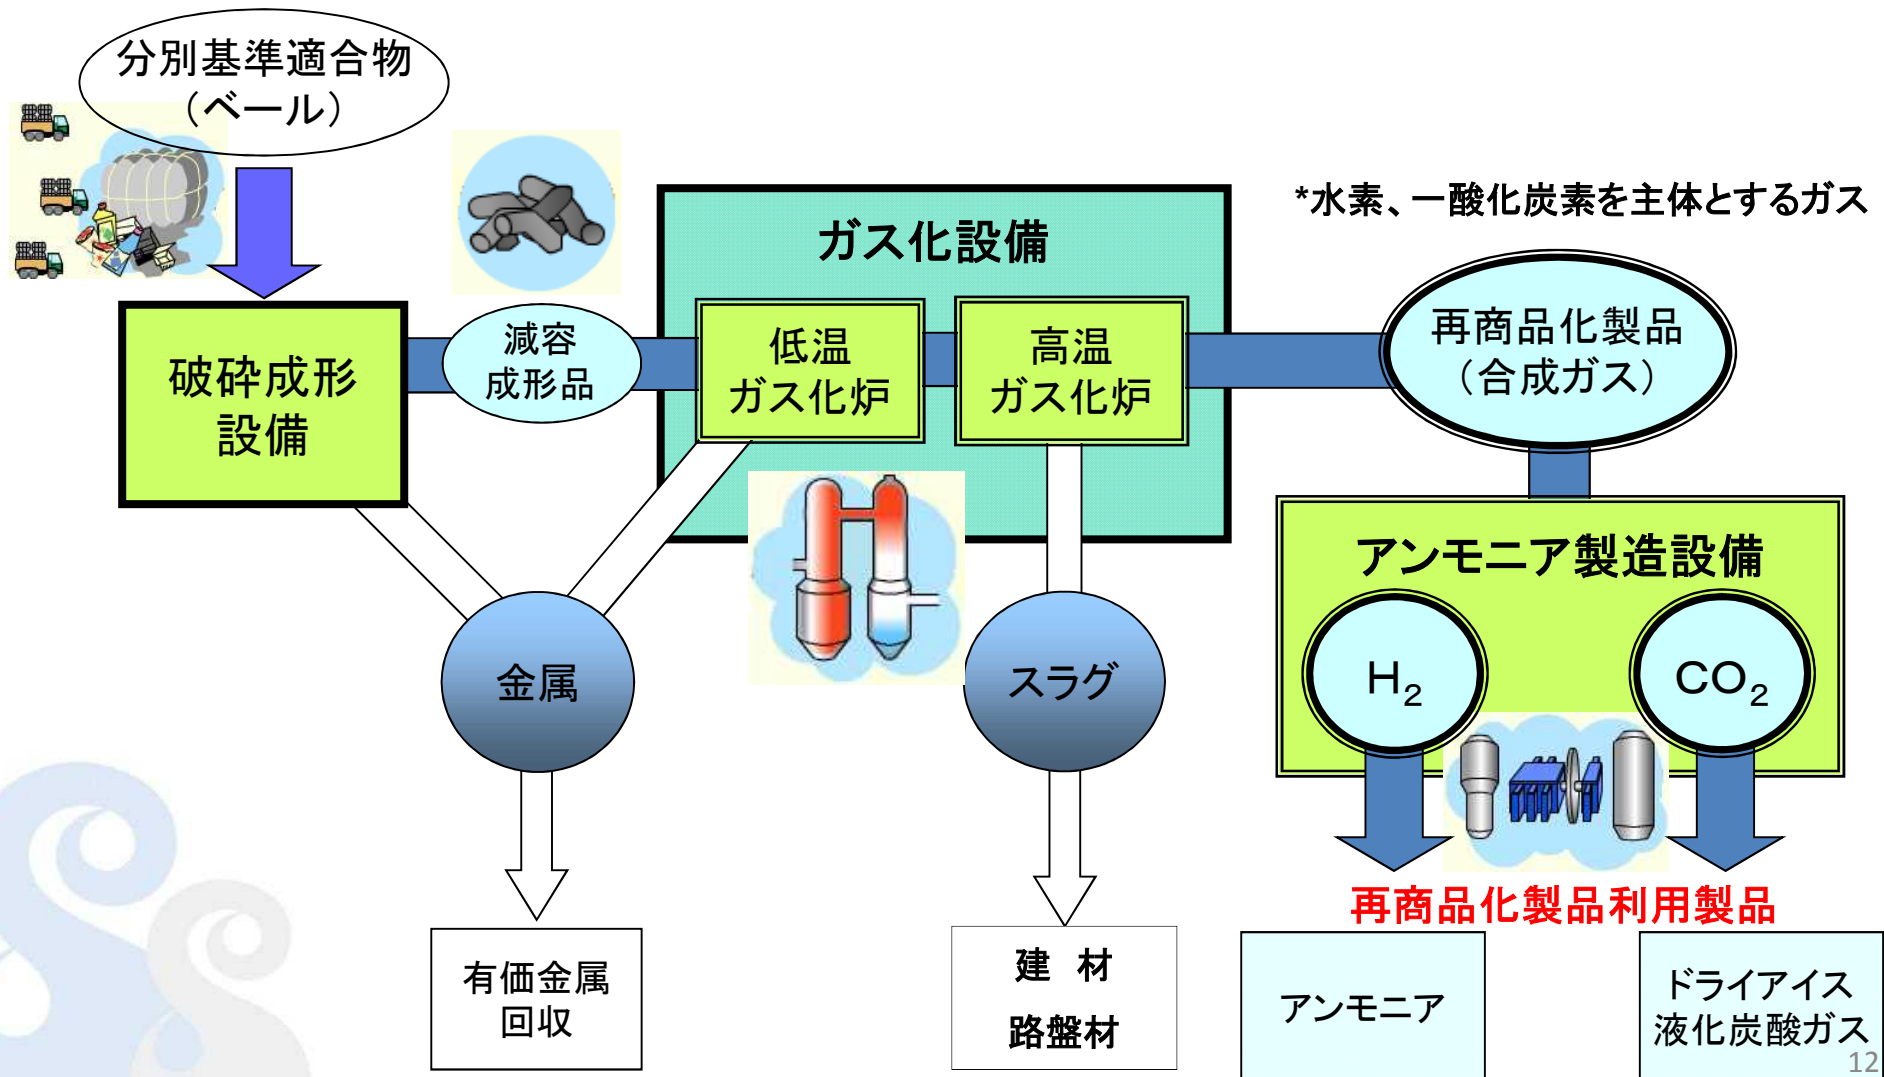 分別基準適合物
（ベール）
*水素、一酸化炭素を主体とするガス
ガス化設備
破砕成形
設備
減容
成形品
低温
ガス化炉
高温
ガス化炉
再商品化製品
（合成ガス）
アンモニア製造設備
金属
スラグ
H2
CO2
再商品化製品利用製品
有価金属
回収
建　材
路盤材
アンモニア
ドライアイス
液化炭酸ガス
12